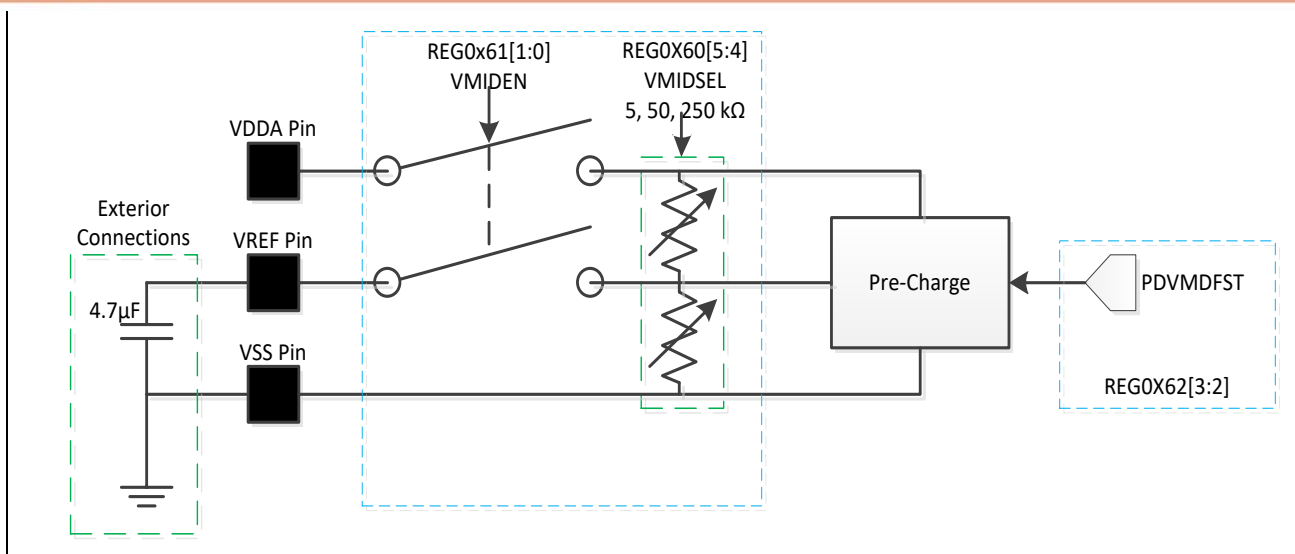 REG0x61[1:0]
VMIDEN
REG0X60[5:4]
VMIDSEL
5, 50, 250 kΩ
VDDA Pin
Exterior
Connections
VREF Pin
4.7µF
Pre-Charge
PDVMDFST
VSS Pin
REG0X62[3:2]